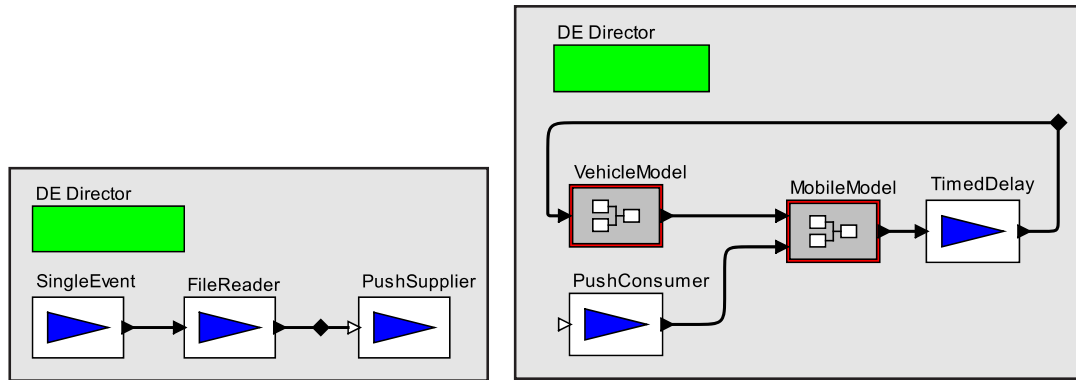 DE Director
SingleEvent
FileReader
PushSupplier
DE Director
VehicleModel
MobileModel
TimedDelay
PushConsumer